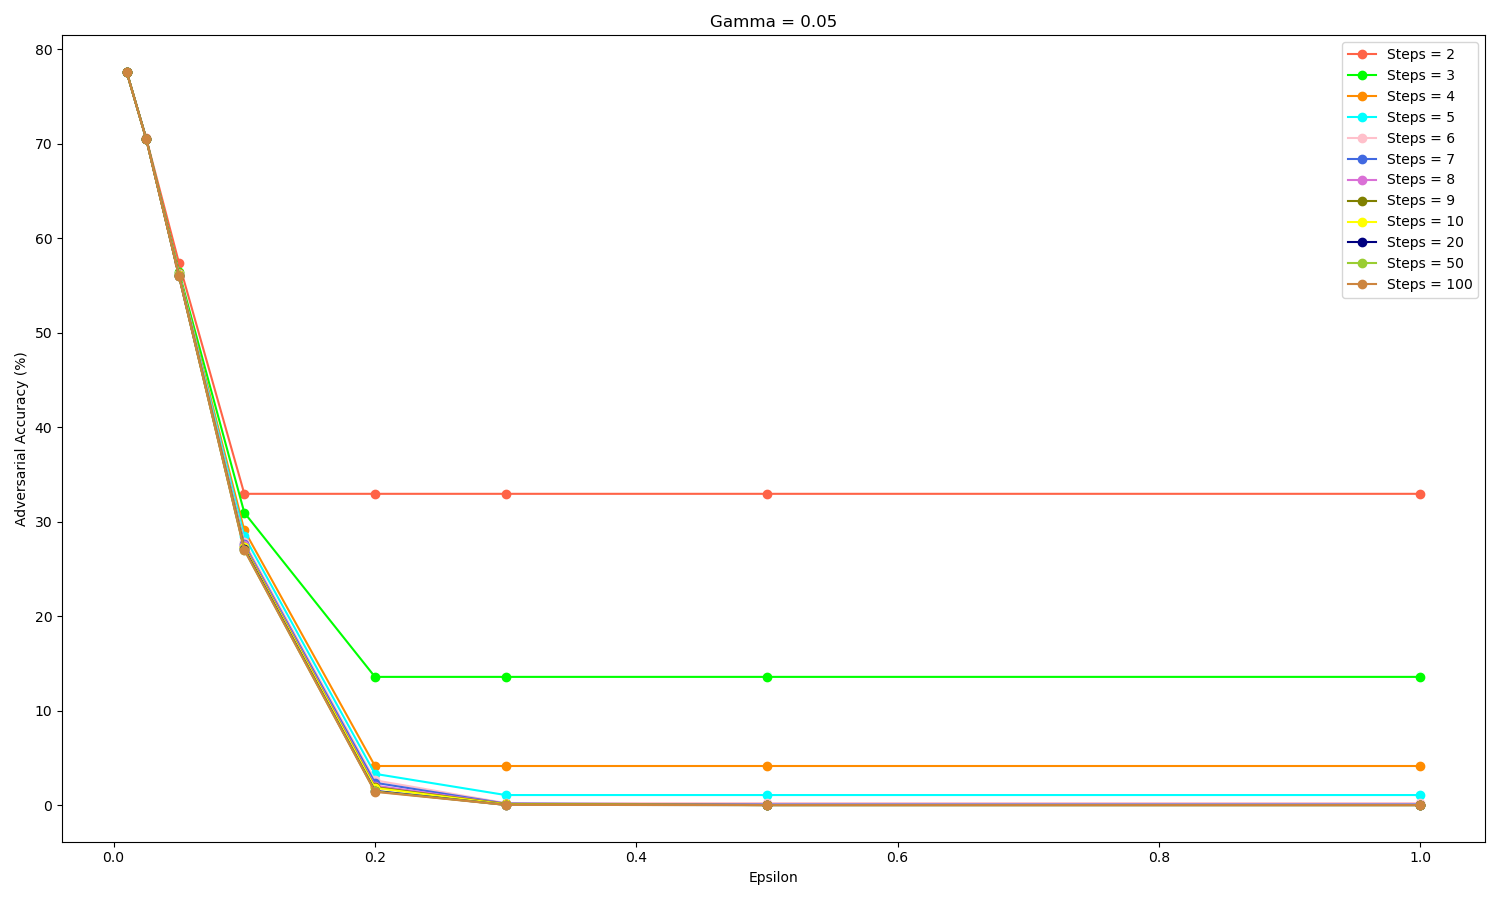 Gamma = 0.05
80
70
60
50
40
30
20
10
0
Adversarial Accuracy (%)
Steps = 2
Steps = 3
Steps = 4
Steps = 5
Steps = 6
Steps = 7
Steps = 8
Steps = 9
Steps = 10
Steps = 20
Steps = 50
Steps = 100
0.0
0.2
0.4
0.6
0.8
1.0
Epsilon